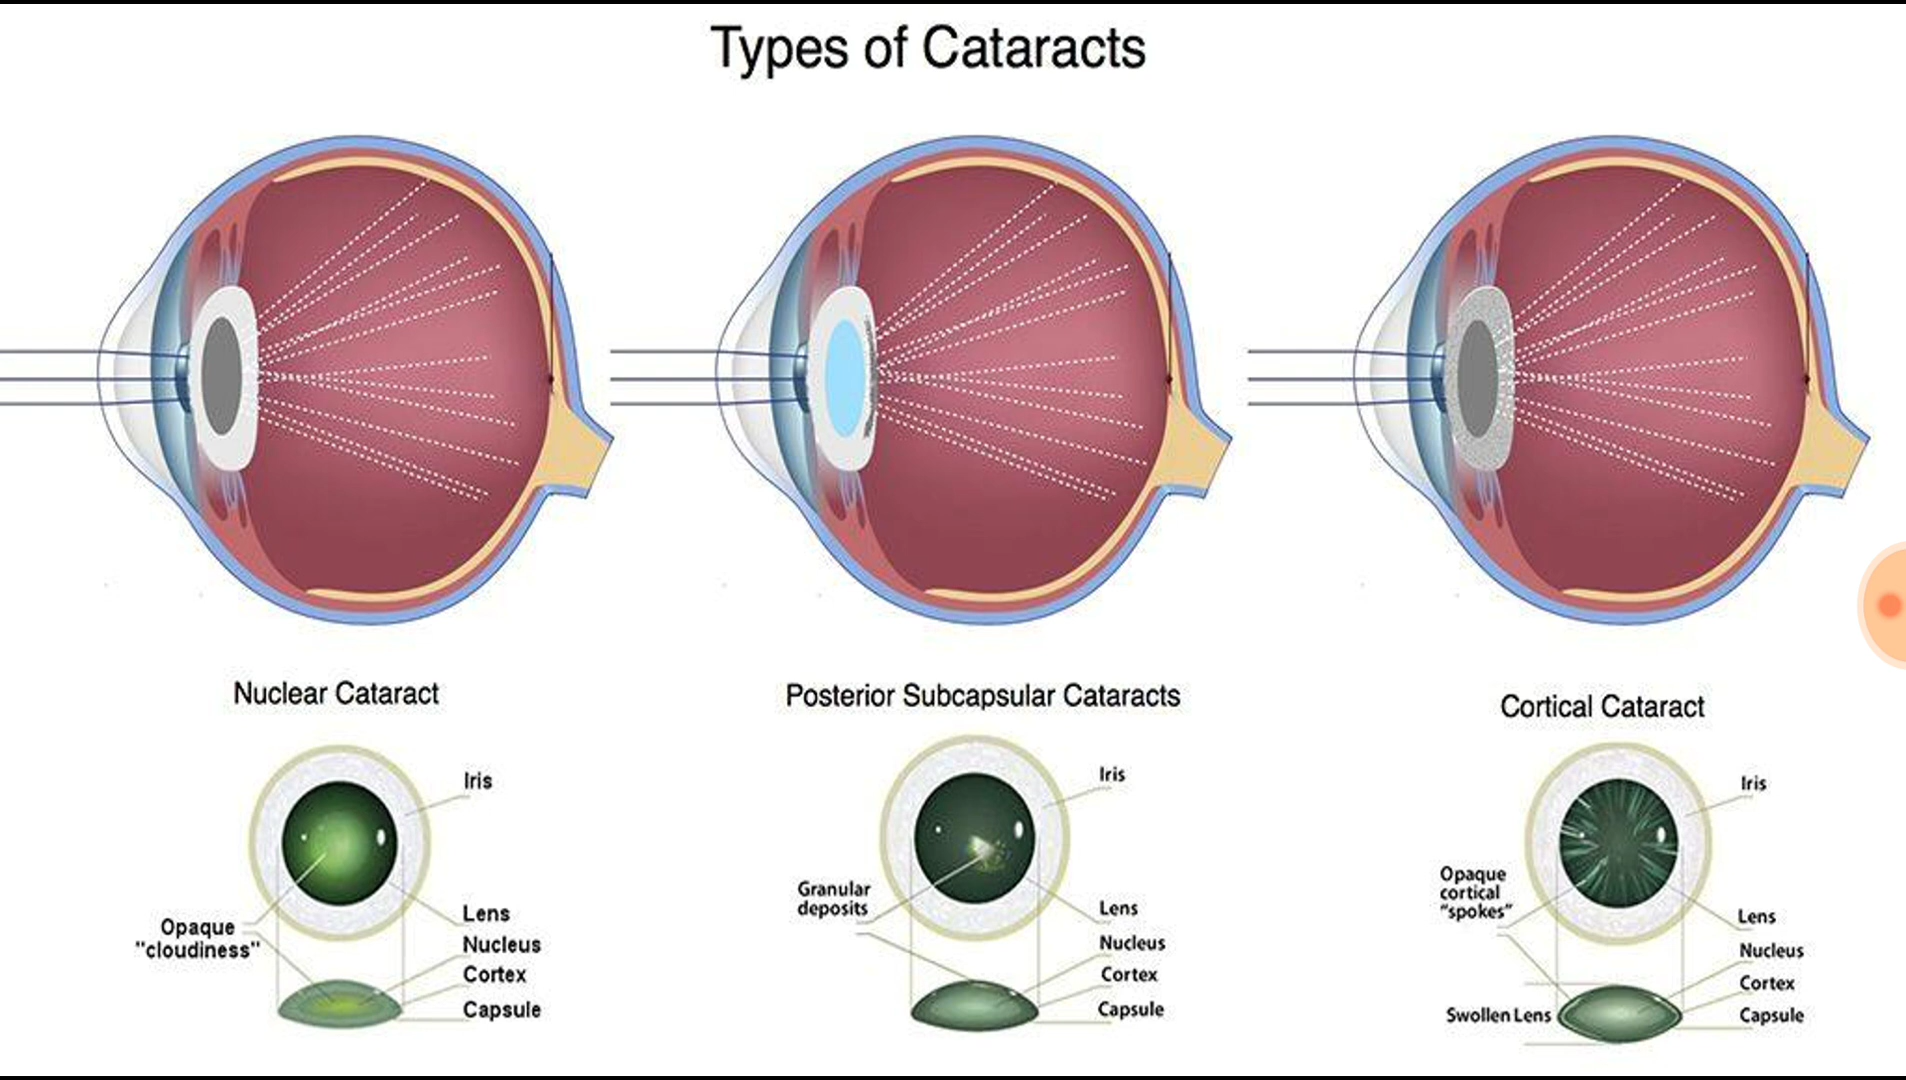 Types of Cataracts
Nuclear Cataract
Iris
Opaque
"cloudiness"
Lens
Nucleus
Cortex
Capsule
Posterior Subcapsular Cataracts
Iris
Granular
deposits
Lens
Nucleus
Cortex
Capsule
Cortical Cataract
Iris
Opaque
cortical
"spokes"
Lens
Nucleus
Cortex
Swollen Lens
Capsule